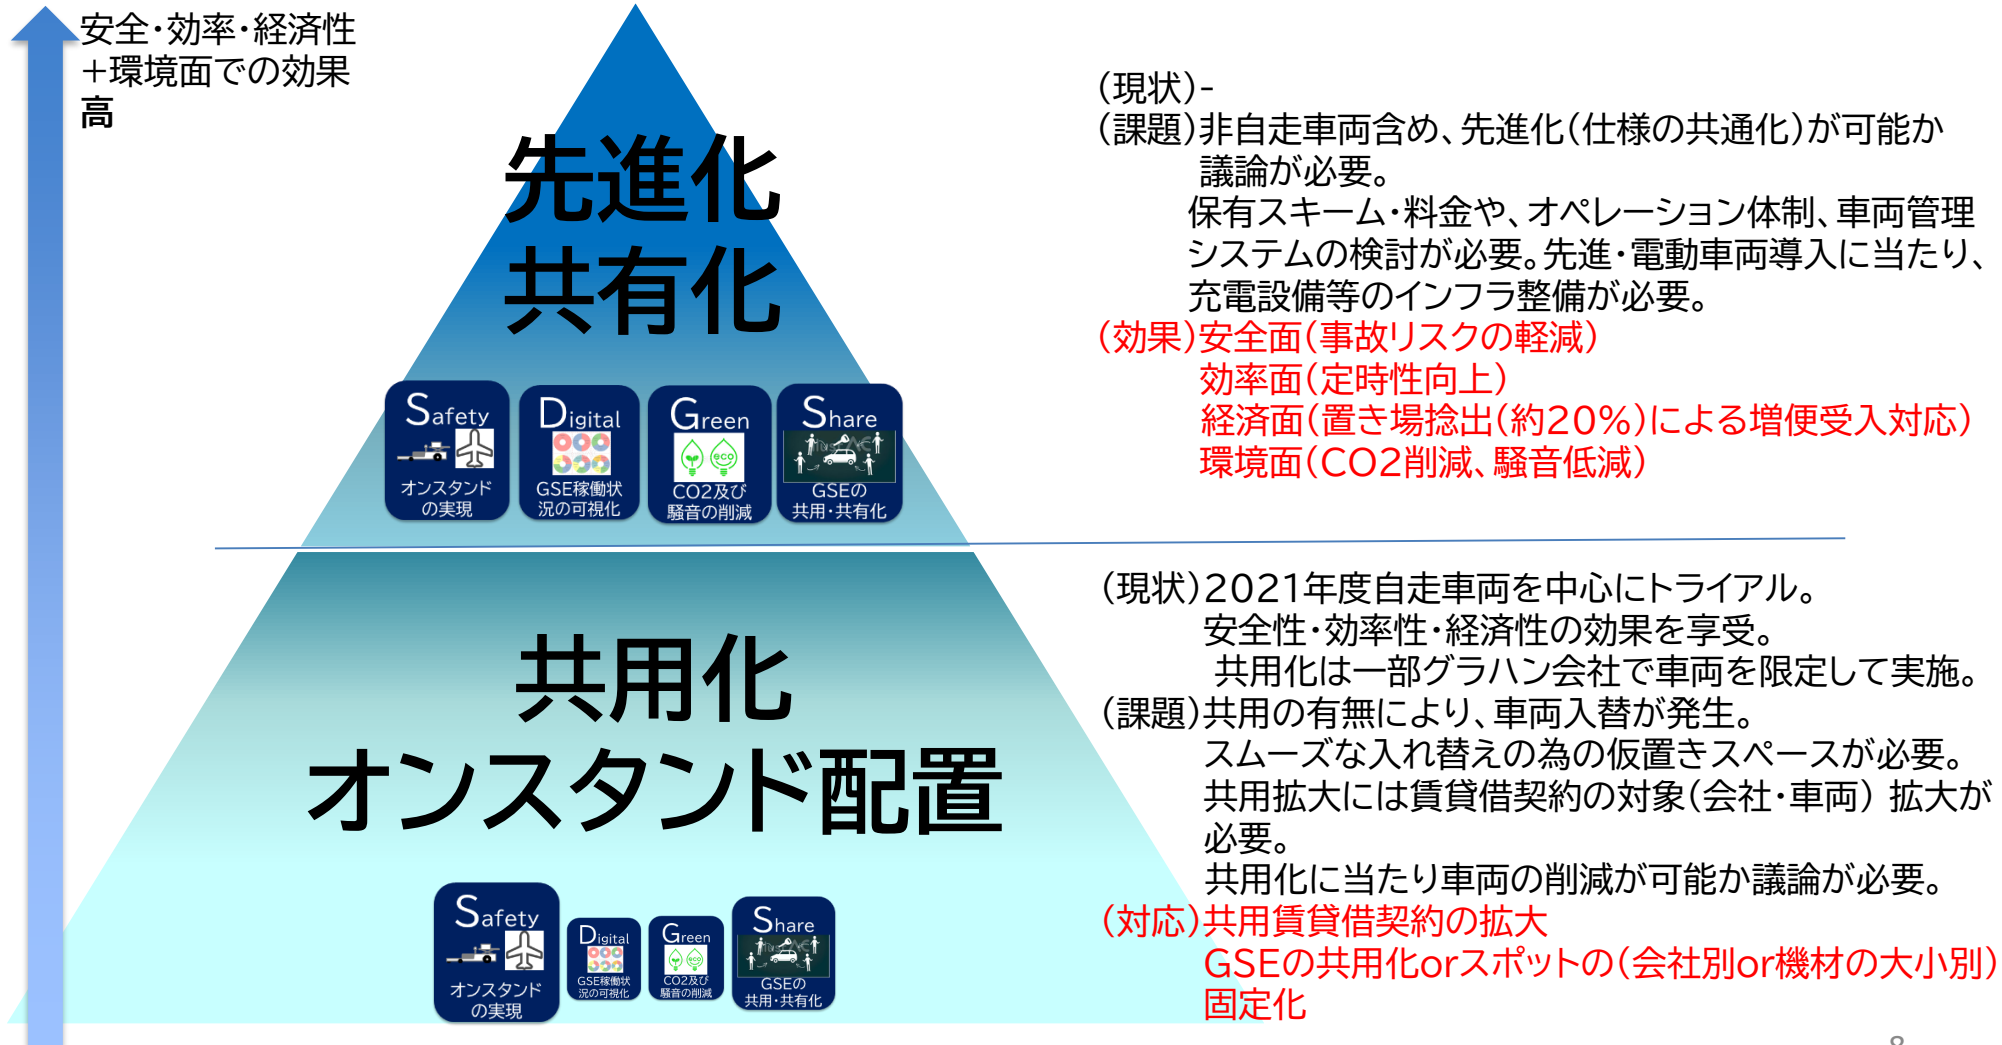 安全・効率・経済性
＋環境面での効果
高
先進化
共有化
Safety
オンスタンド
の実現
Digital
GSE稼働状
況の可視化
Green
eco
CO2及び
騒音の削減
Share
GSEの
共用・共有化
(現状)-
(課題)非自走車両含め、先進化(仕様の共通化)が可能か
議論が必要。
保有スキーム・料金や、オペレーション体制、車両管理
システムの検討が必要。先進・電動車両導入に当たり、
充電設備等のインフラ整備が必要。
(効果)安全面(事故リスクの軽減)
効率面(定時性向上)
経済面(置き場捻出(約20%)による増便受入対応)
環境面(CO2削減、騒音低減)
共用化
オンスタンド配置
Safety
オンスタンド
の実現
Digital
GSE稼働状
況の可視化
Green
eco
CO2及び
騒音の削減
Share
GSEの
共用・共有化
(現状)2021年度自走車両を中心にトライアル。
安全性・効率性・経済性の効果を享受。
共用化は一部グラハン会社で車両を限定して実施。
(課題)共用の有無により、車両入替が発生。
スムーズな入れ替えの為の仮置きスペースが必要。
共用拡大には賃貸借契約の対象(会社・車両) 拡大が
必要。
共用化に当たり車両の削減が可能か議論が必要。
(対応)共用賃貸借契約の拡大
GSEの共用化orスポットの(会社別or機材の大小別)
固定化